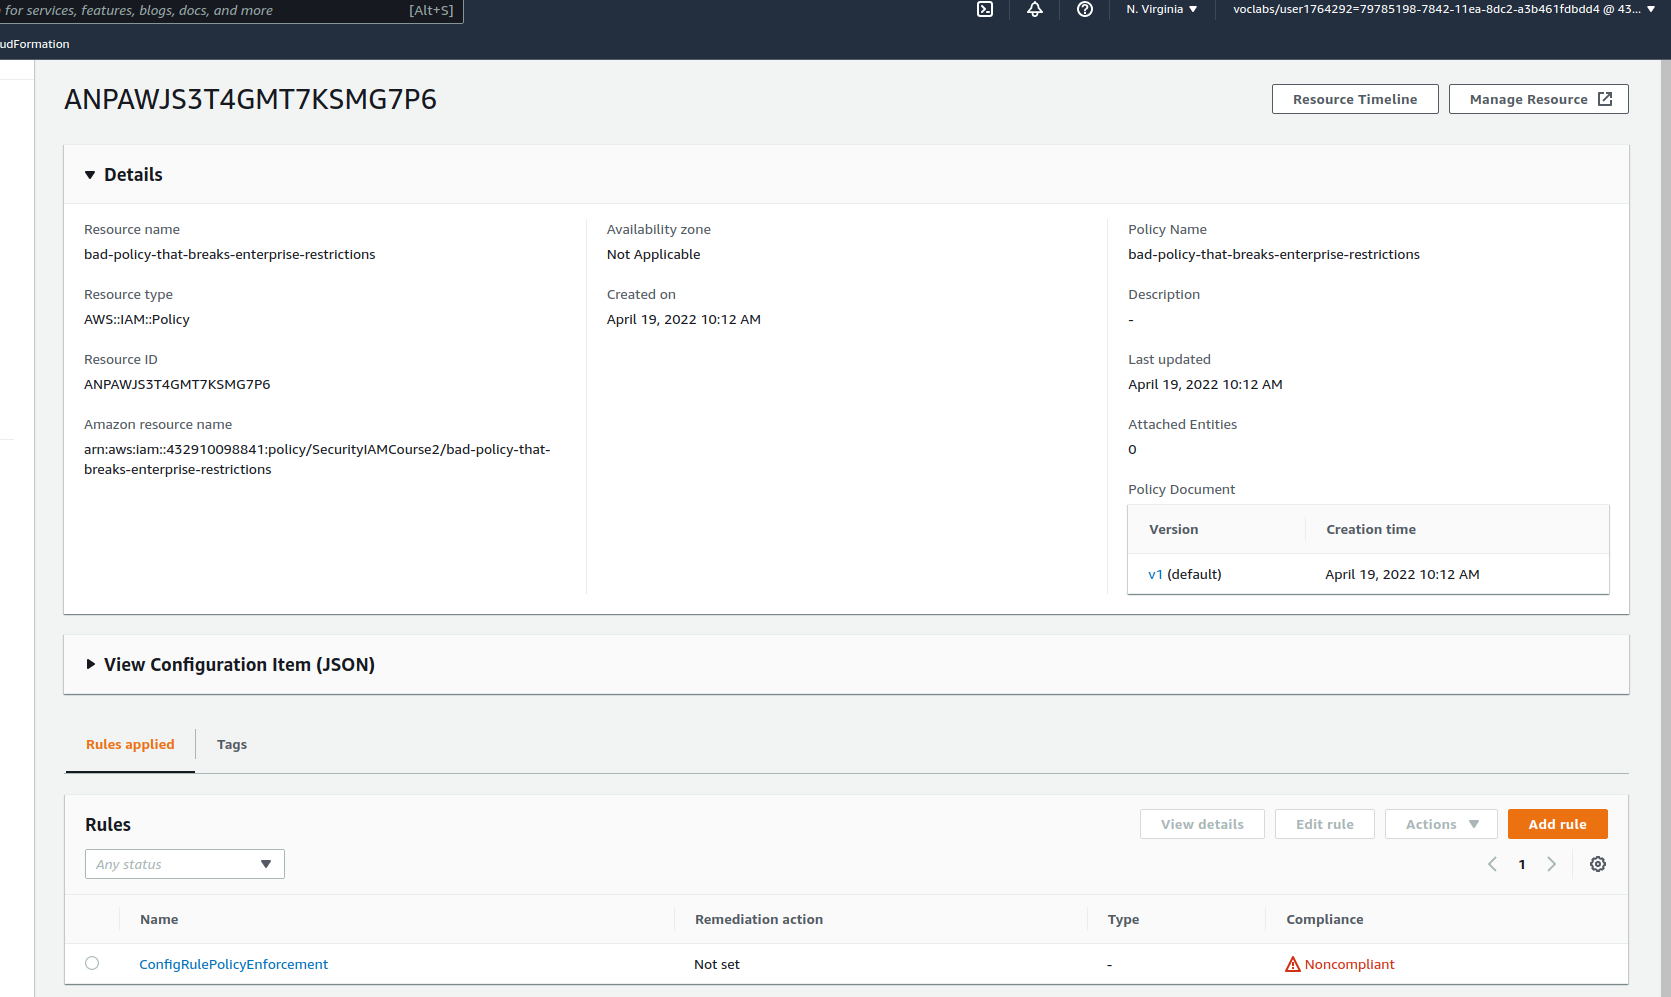 for services, features, blogs, docs, and more [Alt+S] N. Virginia voclabs/user1764292=79785198-7842-11ea-8dc2-a3b461fdbdd4 @ 43...
udFormation
ANPAWJS3T4GMT7KSMG7P6 Resource Timeline Manage Resource
Details
Resource name Availability zone Policy Name
bad-policy-that-breaks-enterprise-restrictions Not Applicable bad-policy-that-breaks-enterprise-restrictions
Resource type Created on Description
AWS::IAM::Policy April 19, 2022 10:12 AM -
Resource ID Last updated
ANPAWJS3T4GMT7KSMG7P6 April 19, 2022 10:12 AM
Amazon resource name Attached Entities
arn:aws:iam::432910098841:policy/SecurityIAMCourse2/bad-policy-that- 0
breaks-enterprise-restrictions
Policy Document
Version Creation time
v1 (default) April 19, 2022 10:12 AM
View Configuration Item (JSON)
Rules applied Tags
Rules View details Edit rule Actions Add rule
Any status 1
Name Remediation action Type Compliance
ConfigRulePolicyEnforcement Not set - Noncompliant